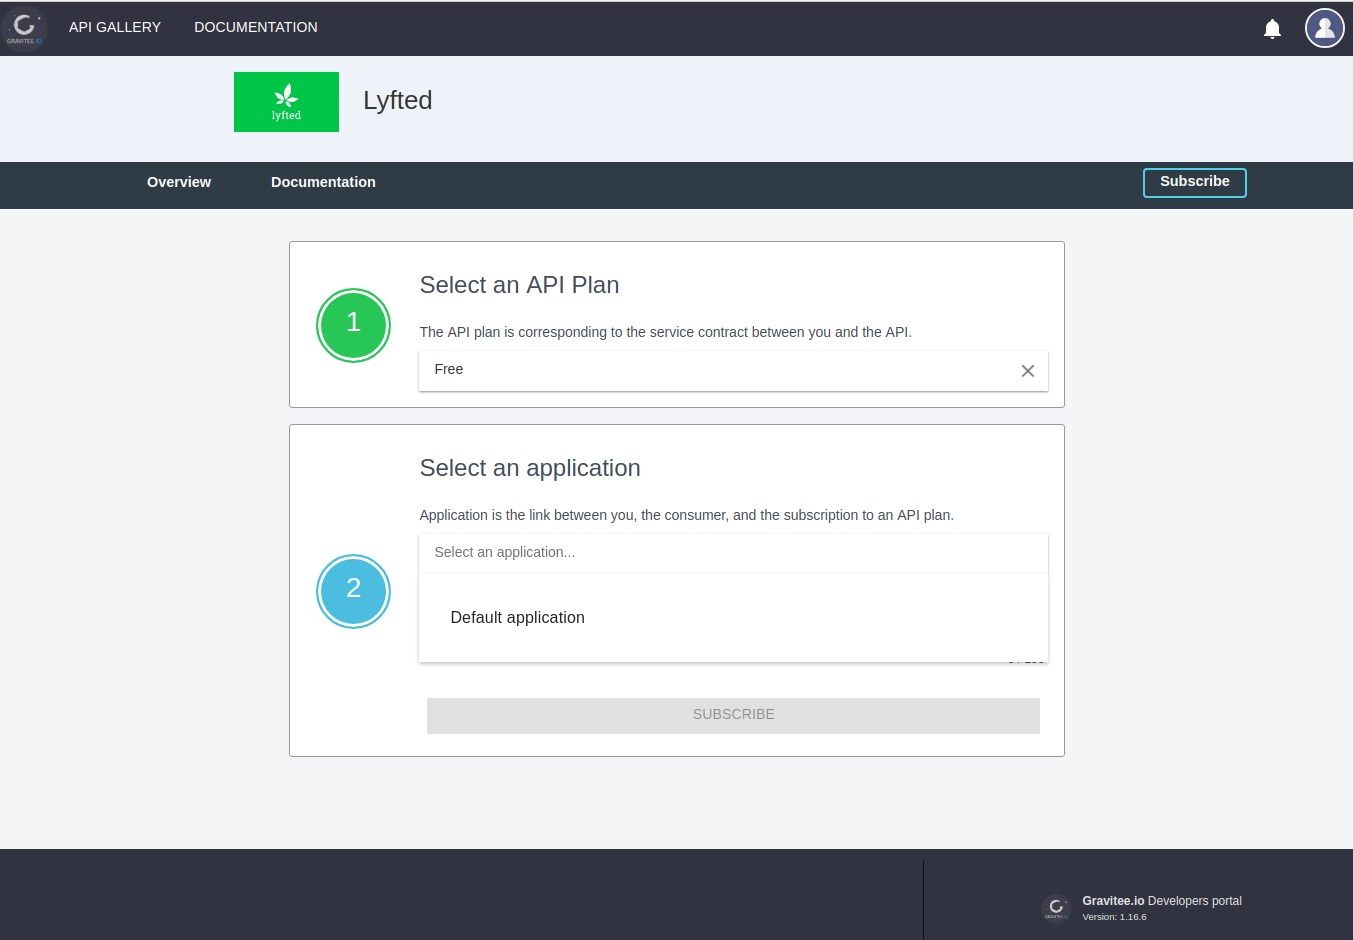 GRAVITEE.IO
API GALLERY
DOCUMENTATION
lyfted
Lyfted
Overview
Documentation
Subscribe
1
Select an API Plan
The API plan is corresponding to the service contract between you and the API.
Free
2
Select an application
Application is the link between you, the consumer, and the subscription to an API plan.
Select an application...
Default application
SUBSCRIBE
GRAVITEE.IO
Gravitee.io Developers portal
Version: 1.16.6